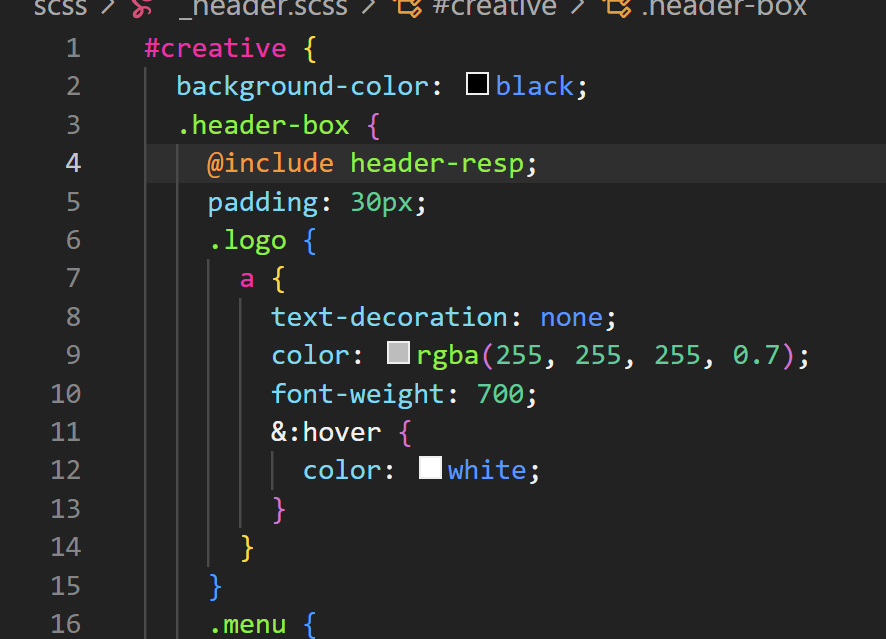 scss > _header.scss > #creative > .header-box
1 #creative {
2 background-color: black;
3 .header-box {
4 @include header-resp;
5 padding: 30px;
6 .logo {
7 a {
8 text-decoration: none;
9 color: rgba(255, 255, 255, 0.7);
10 font-weight: 700;
11 &:hover {
12 color: white;
13 }
14 }
15 }
16 .menu {